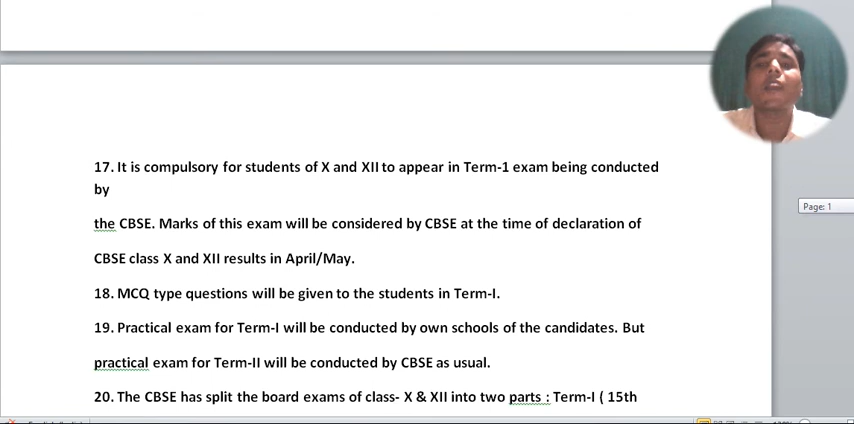 17. It is compulsory for students of X and XII to appear in Term-1 exam being conducted
by
the CBSE. Marks of this exam will be considered by CBSE at the time of declaration of
Page: 1
CBSE class X and XII results in April/May.
18. MCQ type questions will be given to the students in Term-I.
19. Practical exam for Term-I will be conducted by own schools of the candidates. But
practical exam for Term-II will be conducted by CBSE as usual.
20. The CBSE has split the board exams of class- X & XII into two parts : Term-I ( 15th